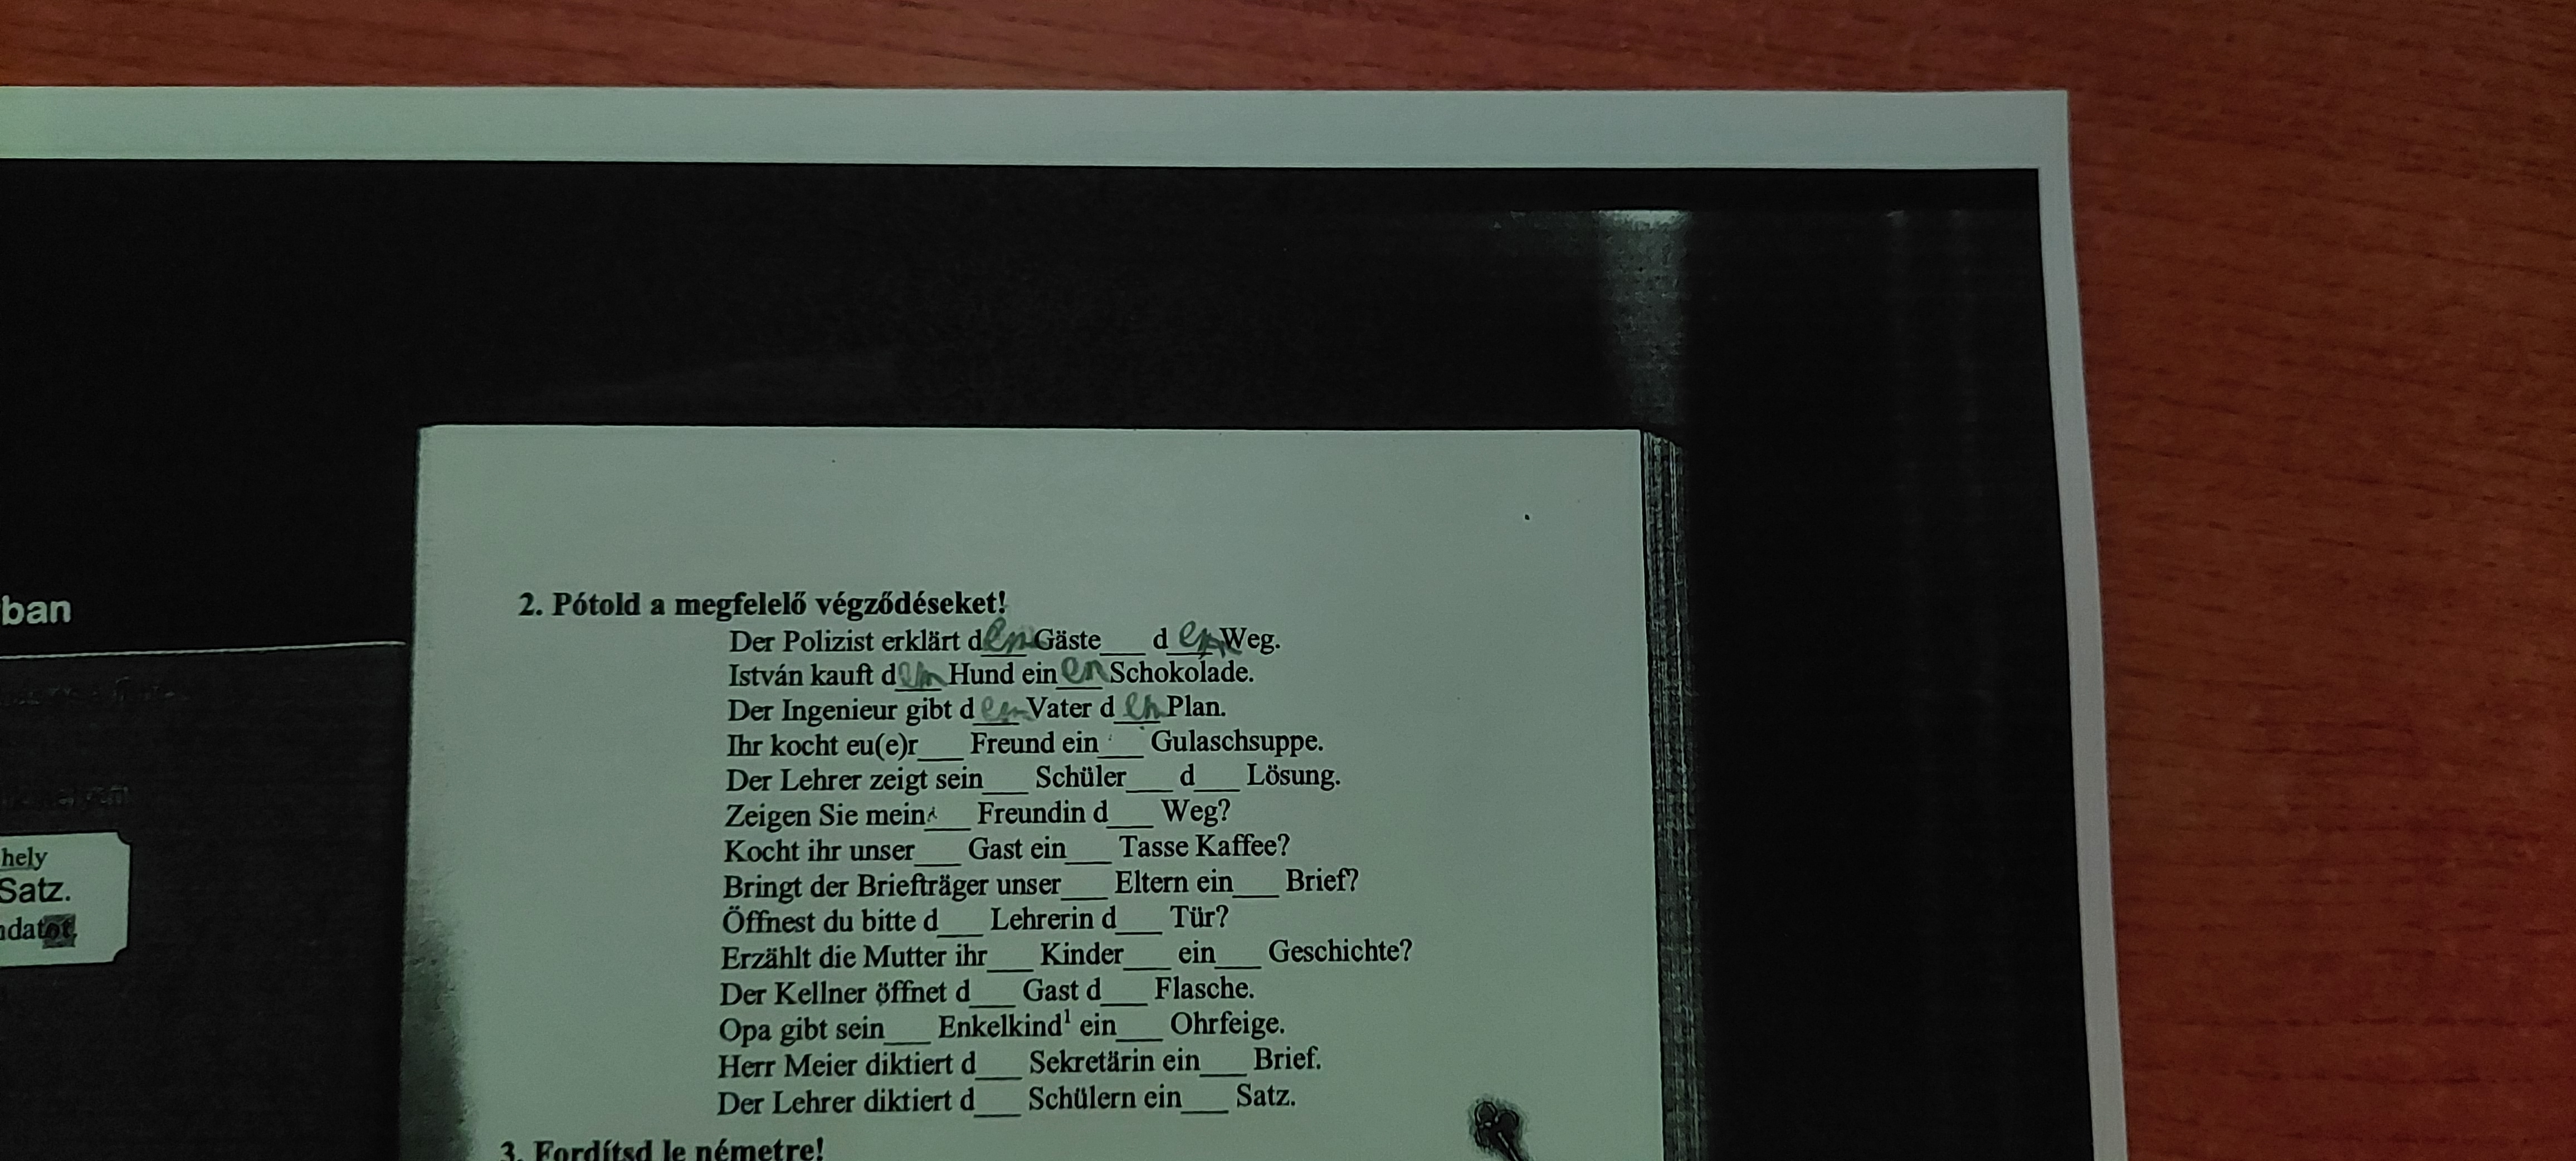 ban
hely
Satz.
2. Pótold a megfelelő végződéseket!
Der Polizist erklärt den Gäste___ d en Weg.
István kauft dem Hund ein en Schokolade.
Der Ingenieur gibt d___ Vater d en Plan.
Ihr kocht eu(e)r___ Freund ein ___ Gulaschsuppe.
Der Lehrer zeigt sein___ Schüler___ d___ Lösung.
Zeigen Sie mein___ Freundin d___ Weg?
Kocht ihr unser___ Gast ein___ Tasse Kaffee?
Bringt der Briefträger unser___ Eltern ein___ Brief?
Öffnest du bitte d___ Lehrerin d___ Tür?
Erzählt die Mutter ihr___ Kinder___ ein___ Geschichte?
Der Kellner öffnet d___ Gast d___ Flasche.
Opa gibt sein___ Enkelkind¹ ein___ Ohrfeige.
Herr Meier diktiert d___ Sekretärin ein___ Brief.
Der Lehrer diktiert d___ Schülern ein___ Satz.
3. Fordítsd le németre!